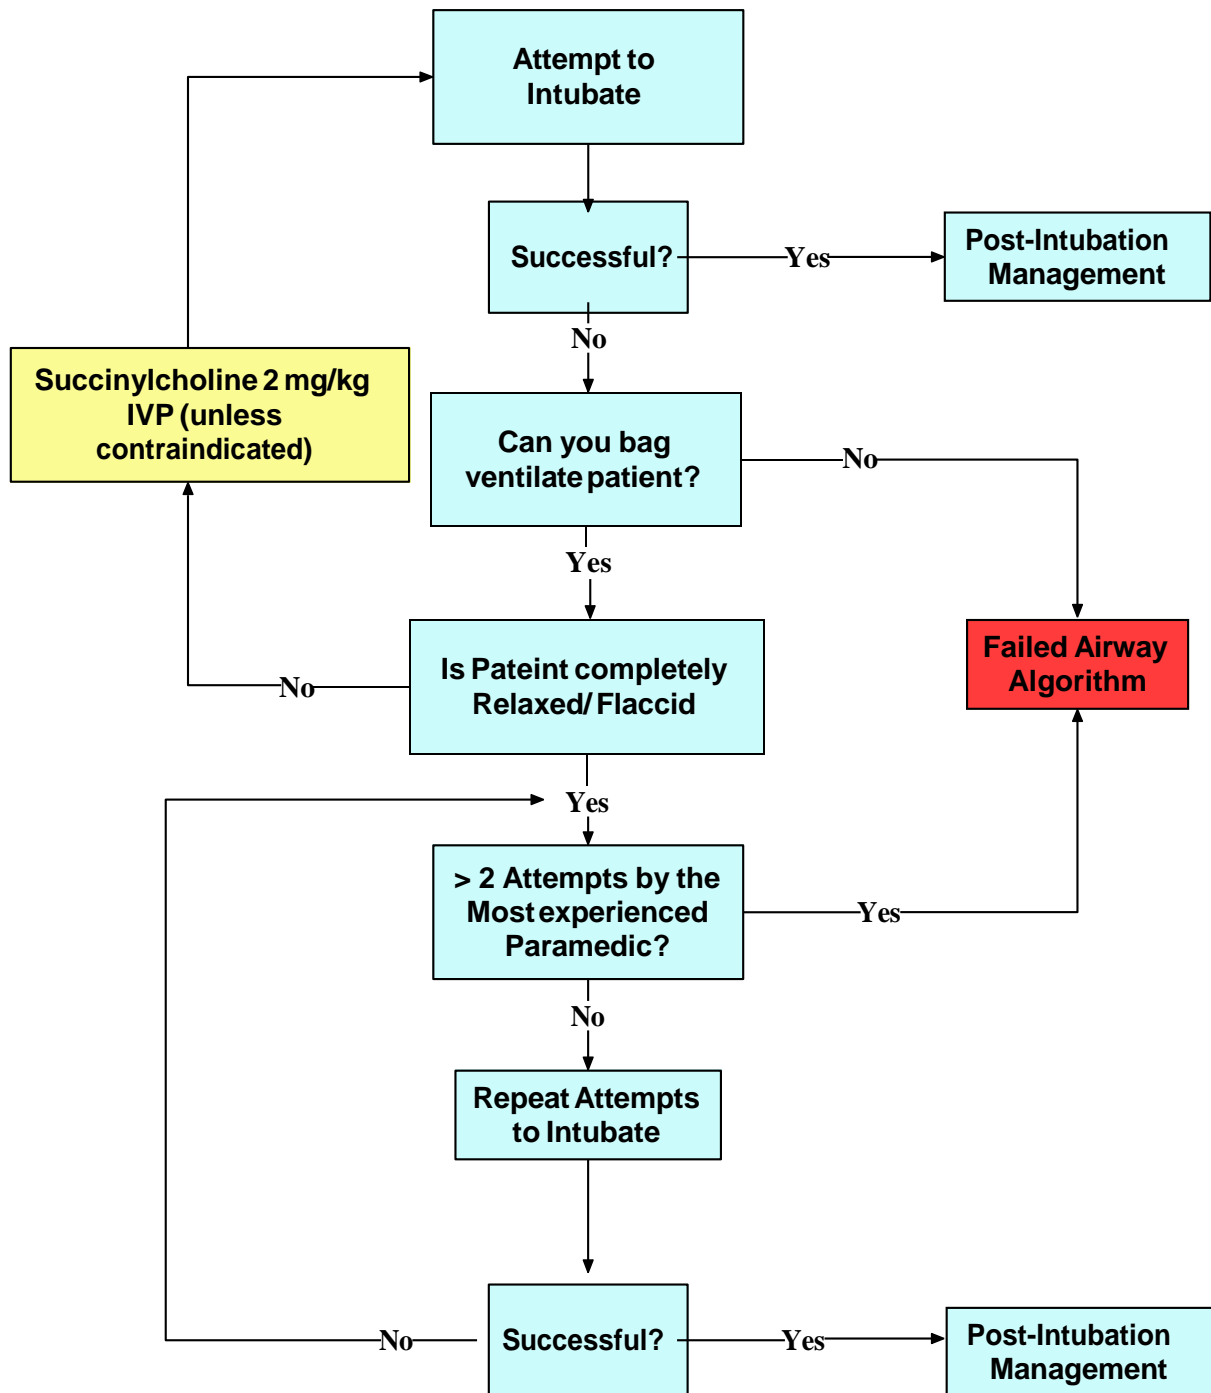 Attempt to
Intubate
Successful?
Yes
Post-Intubation
Management
No
Succinylcholine 2 mg/kg
IVP (unless
contraindicated)
Can you bag
ventilate patient?
No
Yes
Is Pateint completely
Relaxed/ Flaccid
No
Failed Airway
Algorithm
Yes
> 2 Attempts by the
Most experienced
Paramedic?
Yes
No
Repeat Attempts
to Intubate
Successful?
No
Yes
Post-Intubation
Management